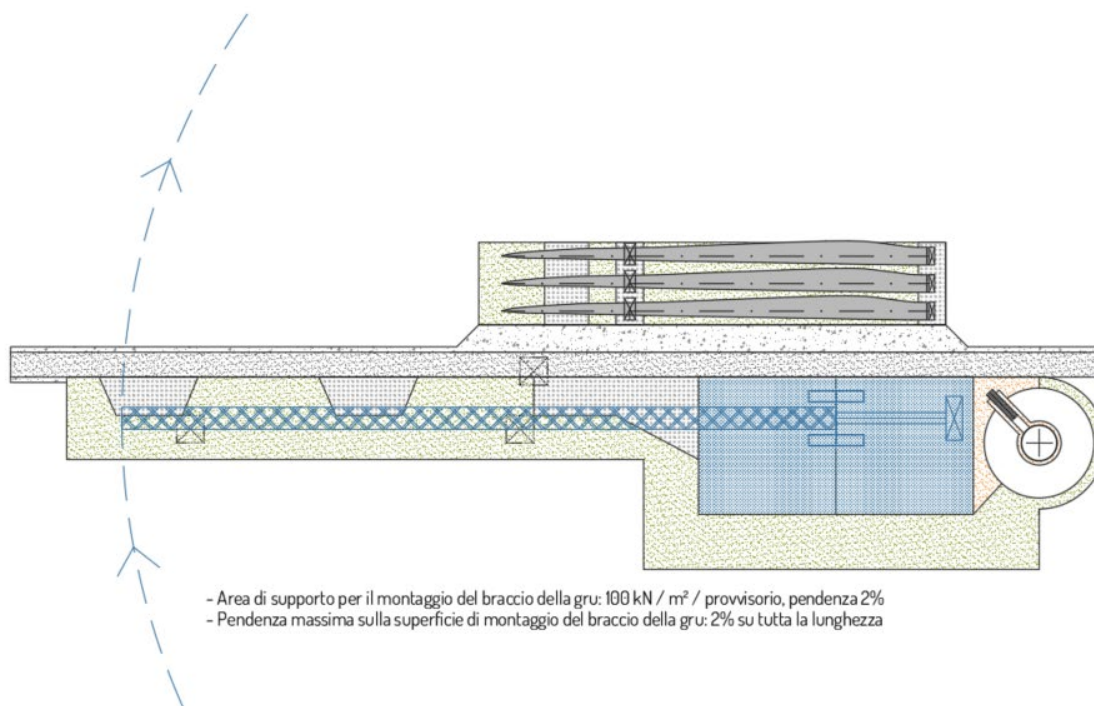 - Area di supporto per il montaggio del braccio della gru: 100 kN / m² / provvisorio, pendenza 2%
- Pendenza massima sulla superficie di montaggio del braccio della gru: 2% su tutta la lunghezza